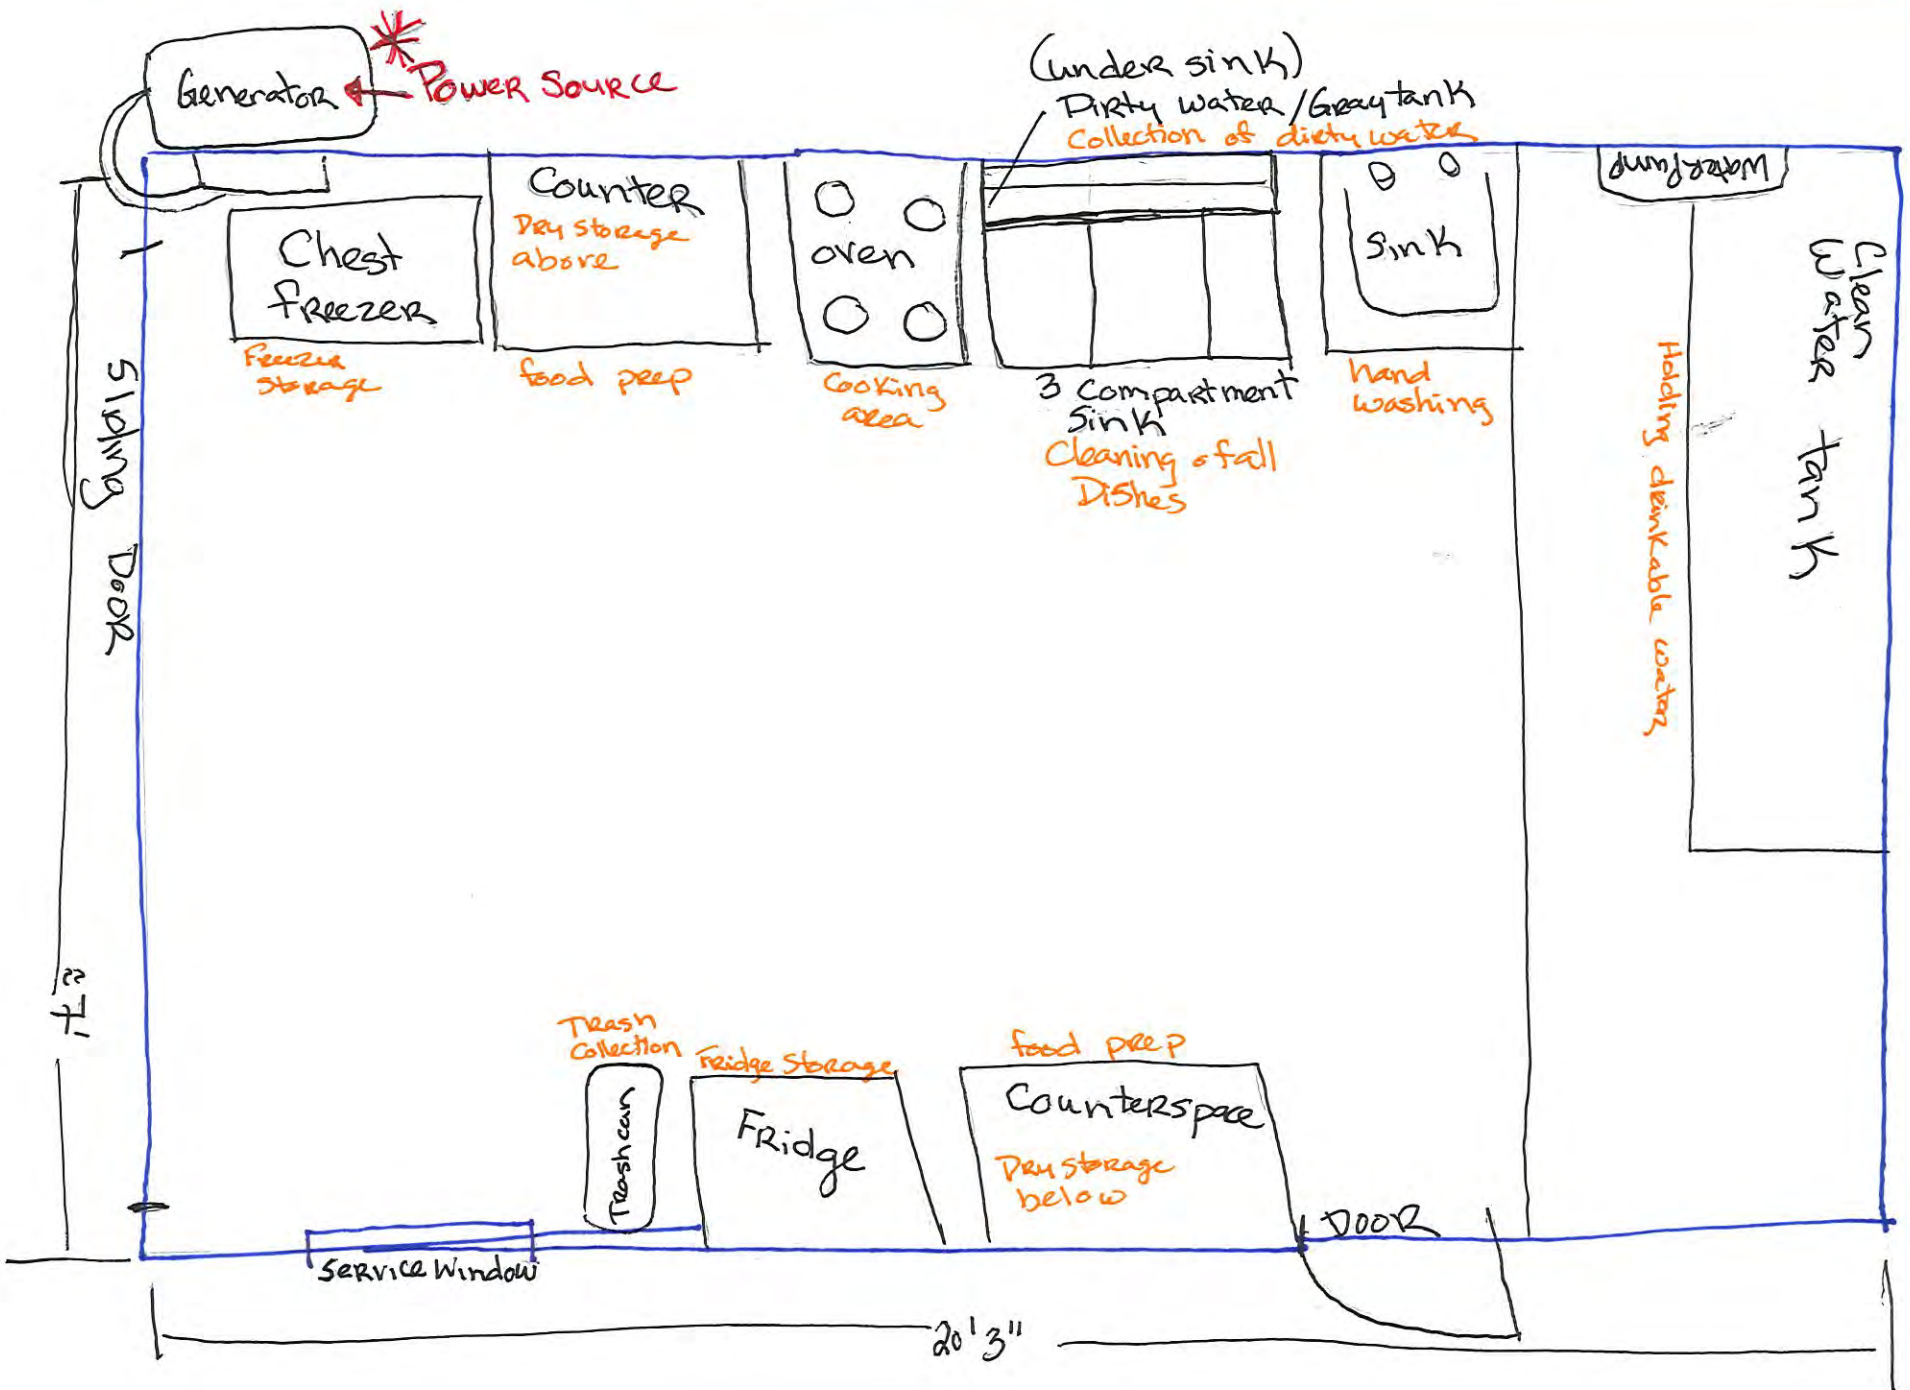 Generator
Power Source
(under sink)
Dirty water/Gray tank
Collection of dirty water
Counter
Dry storage
above
food prep
Chest
freezer
Freezer
Storage
oven
Cooking
area
3 compartment
Sink
Cleaning of all
Dishes
Sink
hand
washing
Waterpump
Clean
Water tank
Holding drinkable water
Sliding Door
Trash
Collection
Trashcan
Fridge Storage
Fridge
food prep
Counterspace
Dry storage
below
DOOR
Service Window
20'3"